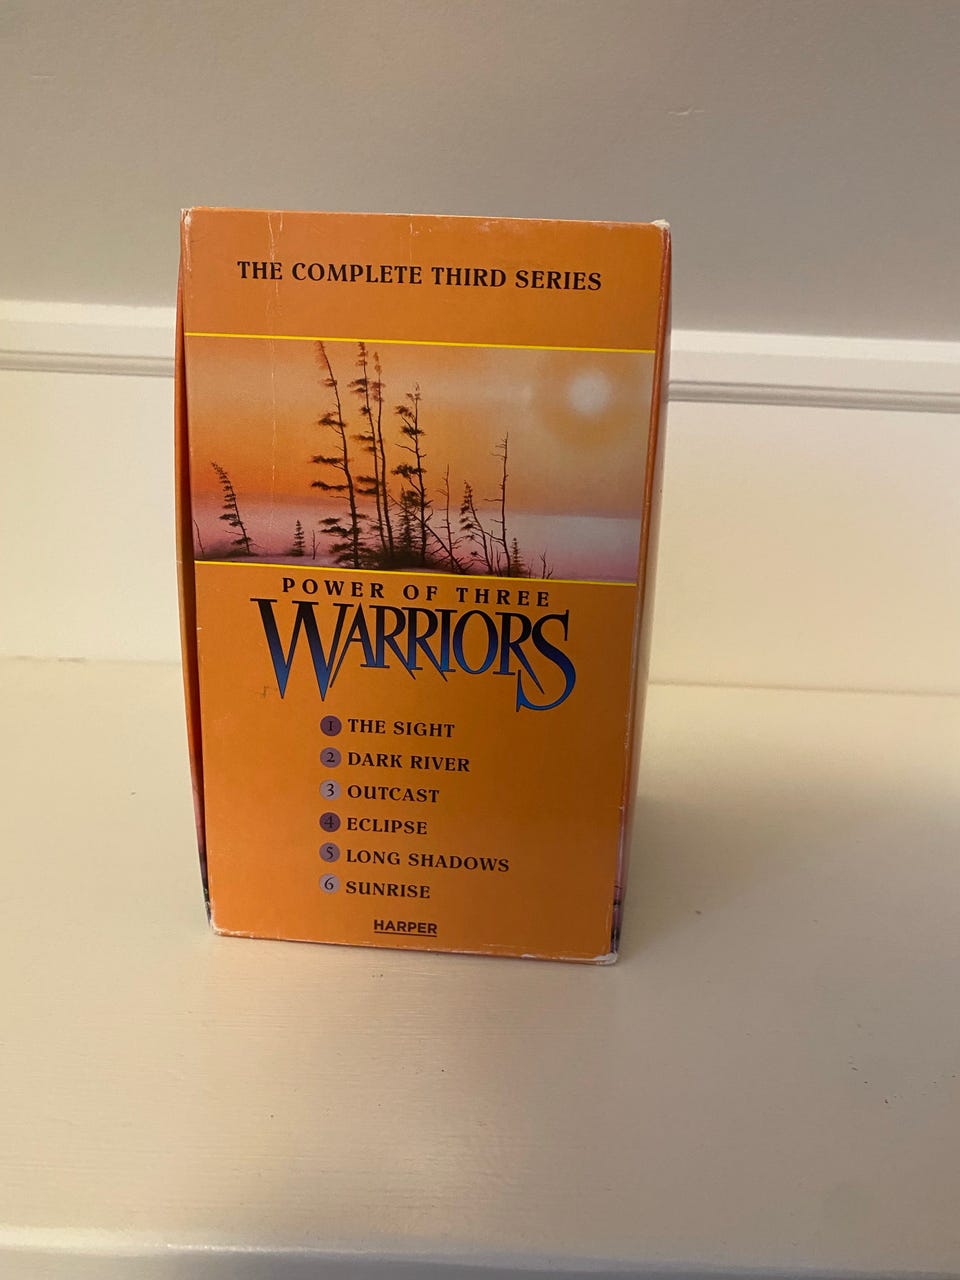 THE COMPLETE THIRD SERIES
POWER OF THREE
WARRIORS
1 THE SIGHT
2 DARK RIVER
3 OUTCAST
4 ECLIPSE
5 LONG SHADOWS
6 SUNRISE
HARPER